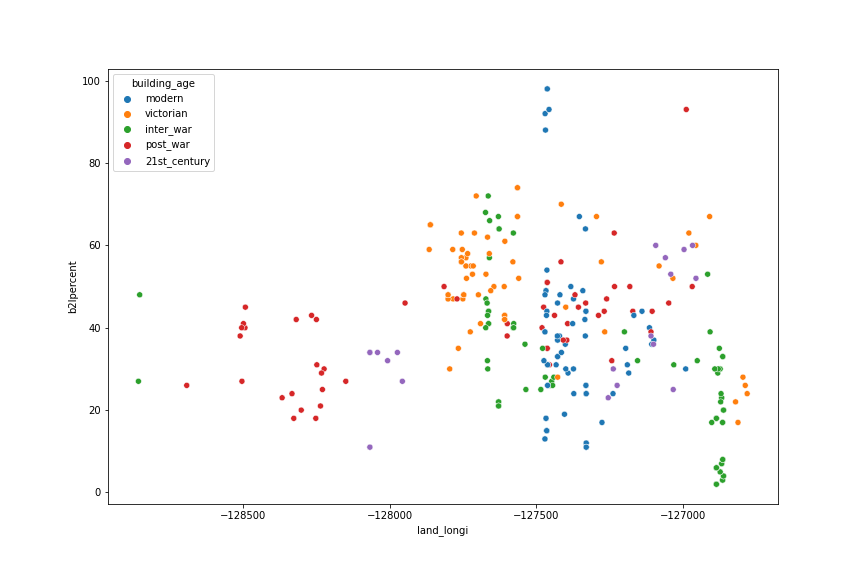 building_age
modern
victorian
inter_war
post_war
21st_century
100
80
60
40
20
0
b2lpercent
−128500
−128000
−127500
−127000
land_longi